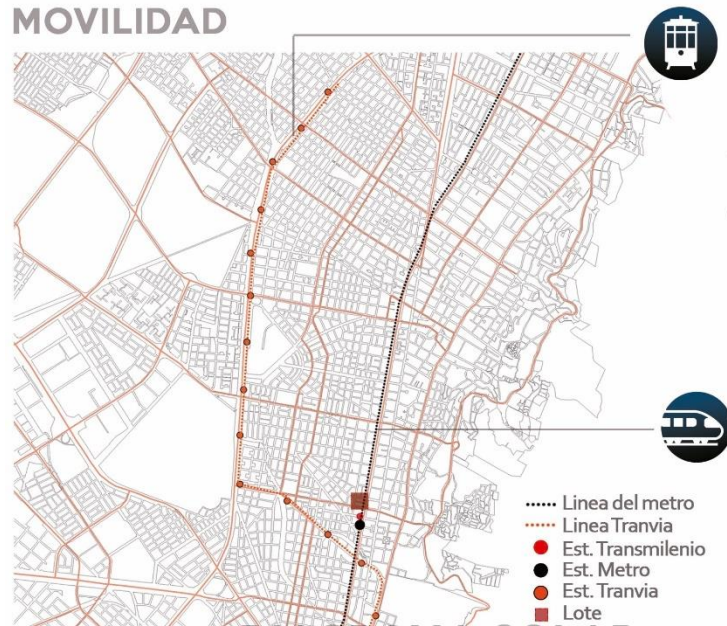 MOVILIDAD
Linea del metro
Linea Tranvia
Est. Transmilenio
Est. Metro
Est. Tranvia
Lote